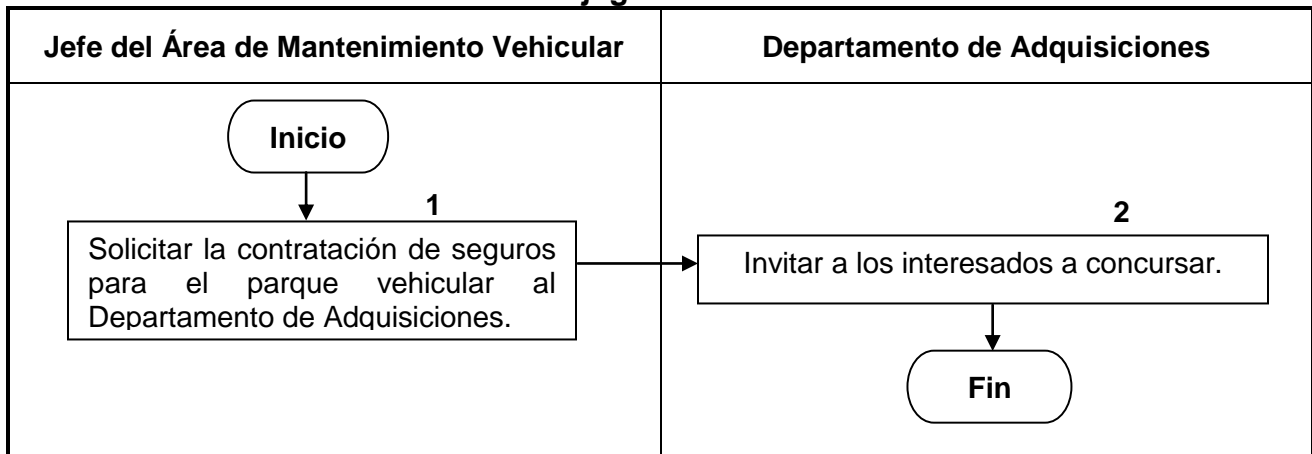 Jefe del Área de Mantenimiento Vehicular
Departamento de Adquisiciones
Inicio
1
Solicitar la contratación de seguros
para el parque vehicular al
Departamento de Adquisiciones.
2
Invitar a los interesados a concursar.
Fin